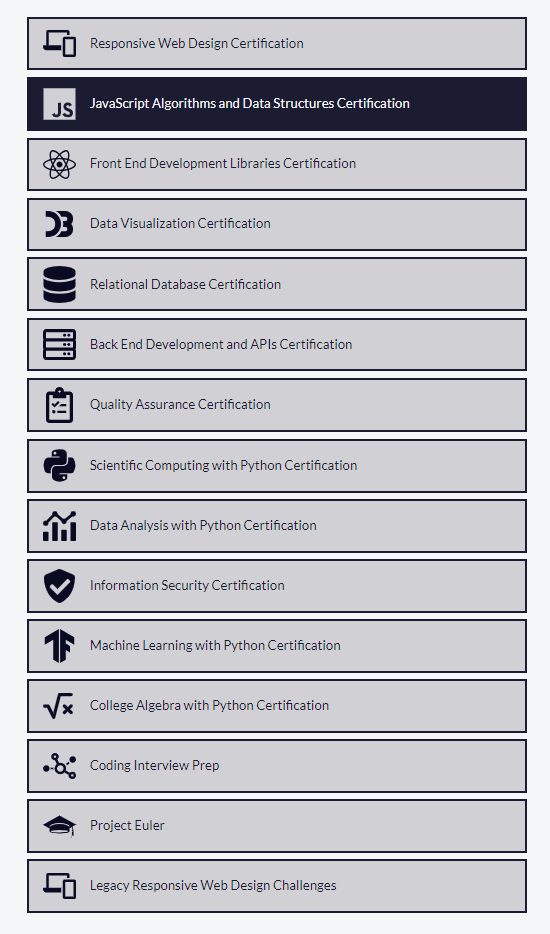 Responsive Web Design Certification
JS JavaScript Algorithms and Data Structures Certification
Front End Development Libraries Certification
Data Visualization Certification
Relational Database Certification
Back End Development and APIs Certification
Quality Assurance Certification
Scientific Computing with Python Certification
Data Analysis with Python Certification
Information Security Certification
Machine Learning with Python Certification
College Algebra with Python Certification
Coding Interview Prep
Project Euler
Legacy Responsive Web Design Challenges